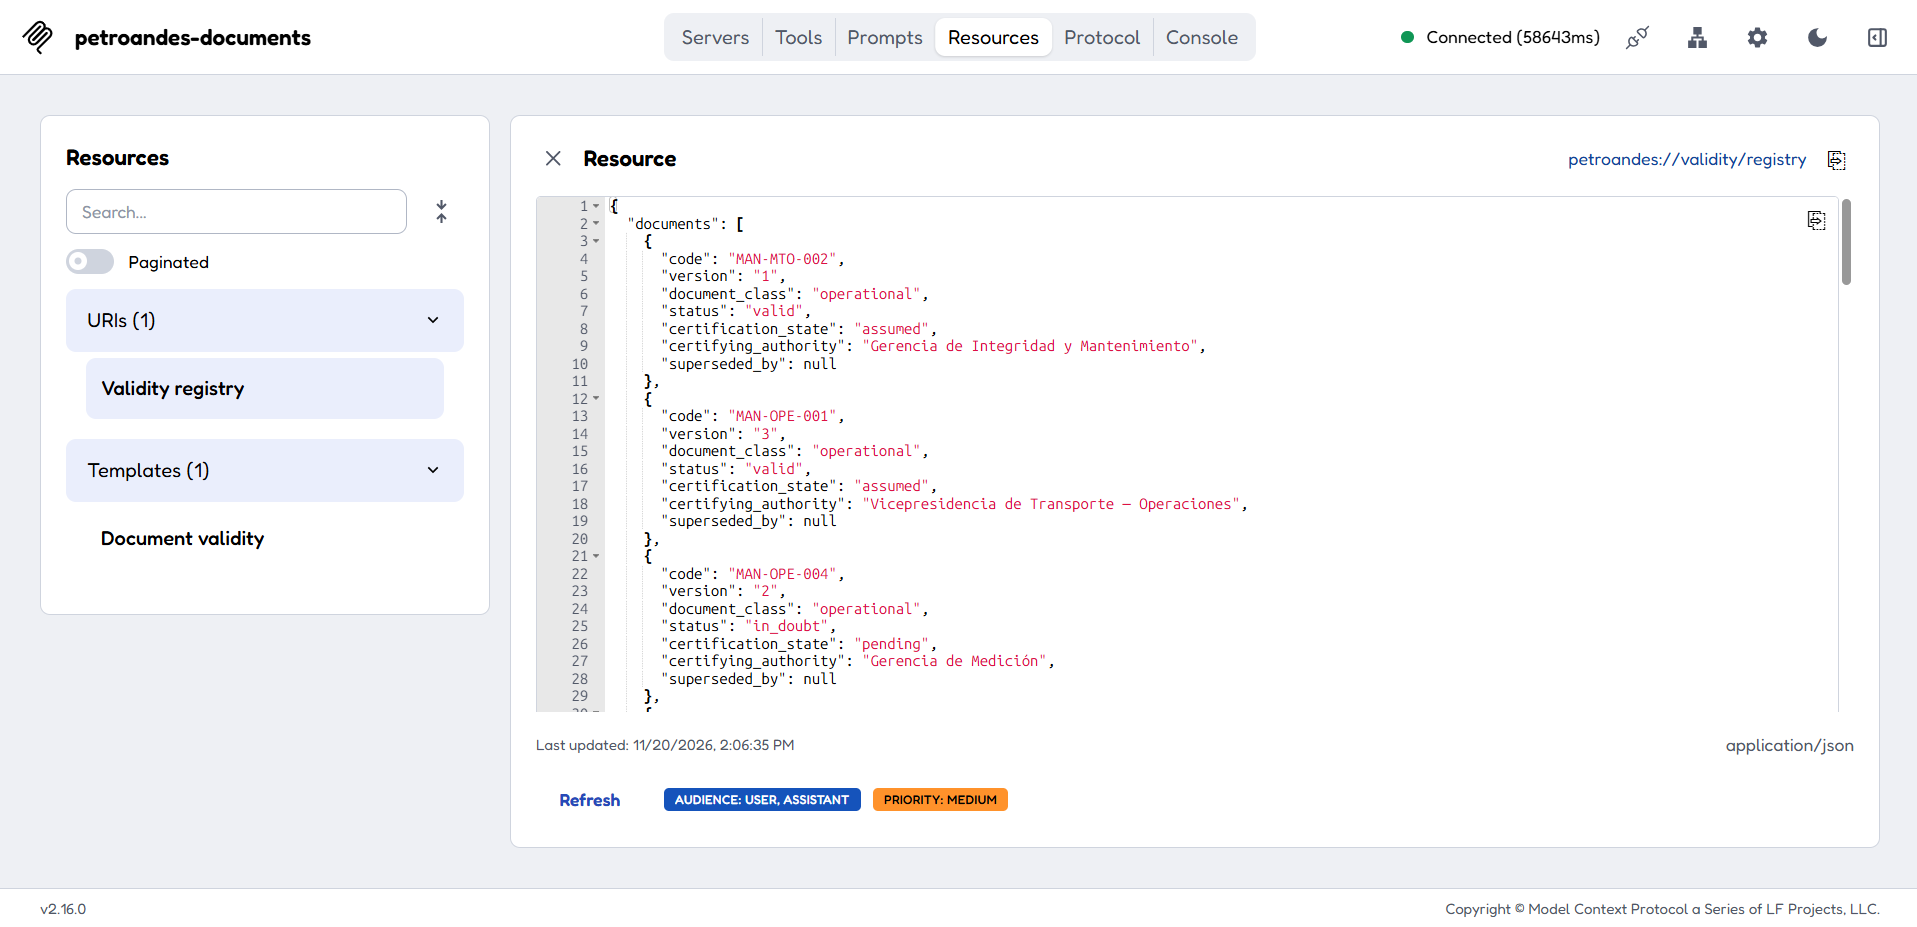 petroandes-documents
Servers
Tools
Prompts
Resources
Protocol
Console
Connected (58643ms)
Resources
Search...
Paginated
URIs (1)
Validity registry
Templates (1)
Document validity
Resource
petroandes://validity/registry
1 {
2 "documents": [
3 {
4 "code": "MAN-MTO-002",
5 "version": "1",
6 "document_class": "operational",
7 "status": "valid",
8 "certification_state": "assumed",
9 "certifying_authority": "Gerencia de Integridad y Mantenimiento",
10 "superseded_by": null
11 },
12 {
13 "code": "MAN-OPE-001",
14 "version": "3",
15 "document_class": "operational",
16 "status": "valid",
17 "certification_state": "assumed",
18 "certifying_authority": "Vicepresidencia de Transporte – Operaciones",
19 "superseded_by": null
20 },
21 {
22 "code": "MAN-OPE-004",
23 "version": "2",
24 "document_class": "operational",
25 "status": "in_doubt",
26 "certification_state": "pending",
27 "certifying_authority": "Gerencia de Medición",
28 "superseded_by": null
29 },
30 {
Last updated: 11/20/2026, 2:06:35 PM
application/json
Refresh
AUDIENCE: USER, ASSISTANT
PRIORITY: MEDIUM
v2.16.0
Copyright © Model Context Protocol a Series of LF Projects, LLC.